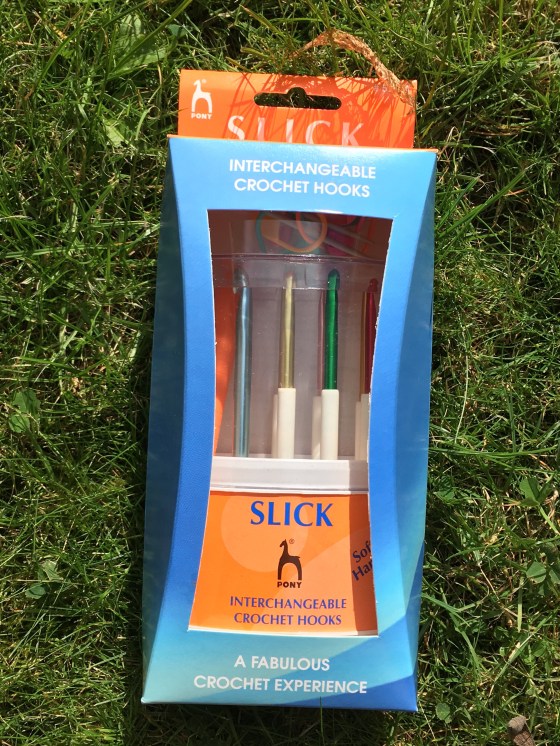 PONY
SLICK
INTERCHANGEABLE
CROCHET HOOKS
SLICK
PONY
INTERCHANGEABLE
CROCHET HOOKS
A FABULOUS
CROCHET EXPERIENCE